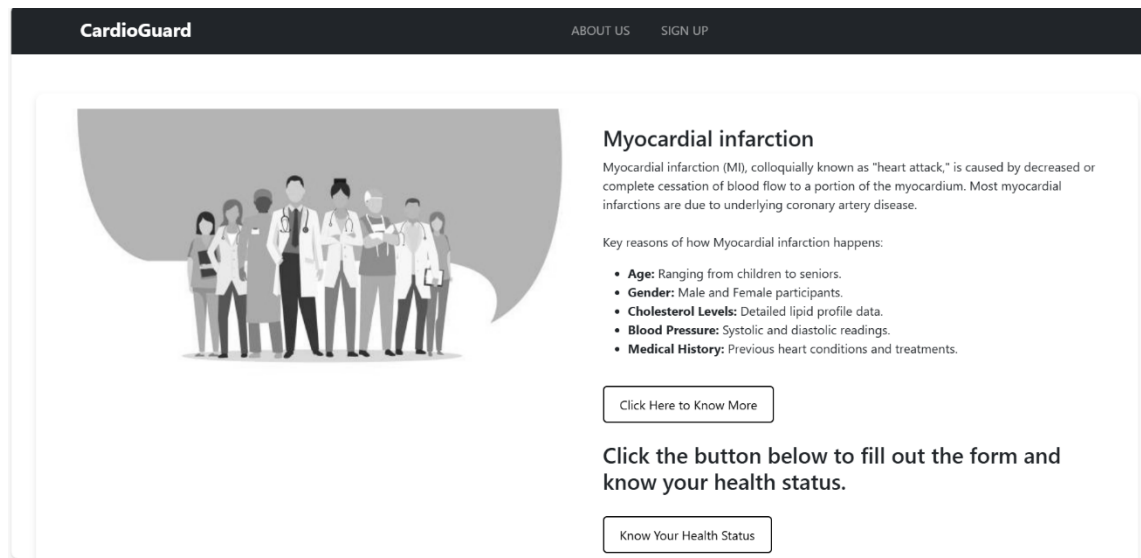 CardioGuard
ABOUT US
SIGN UP
Myocardial infarction
Myocardial infarction (MI), colloquially known as "heart attack," is caused by decreased or
complete cessation of blood flow to a portion of the myocardium. Most myocardial
infarctions are due to underlying coronary artery disease.
Key reasons of how Myocardial infarction happens:
• Age: Ranging from children to seniors.
• Gender: Male and Female participants.
• Cholesterol Levels: Detailed lipid profile data.
• Blood Pressure: Systolic and diastolic readings.
• Medical History: Previous heart conditions and treatments.
Click Here to Know More
Click the button below to fill out the form and
know your health status.
Know Your Health Status